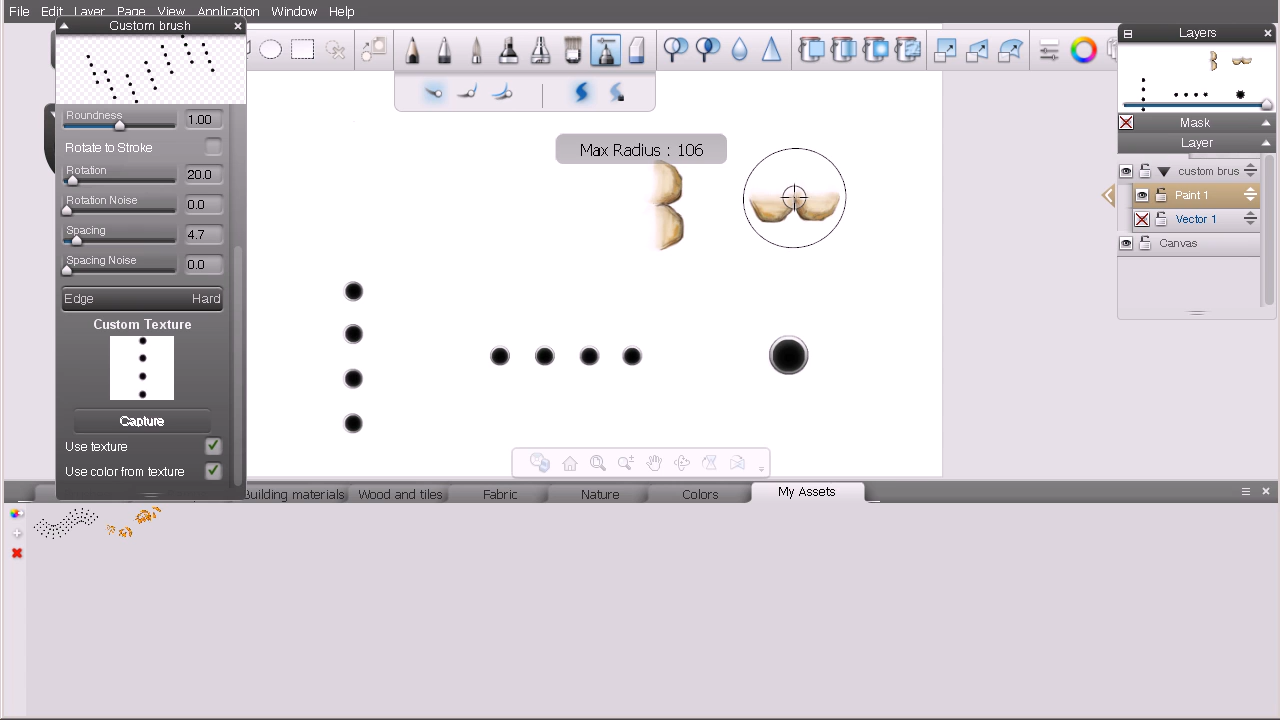 File Edit Layer Page View Application Window Help
Custom brush
Roundness 1.00
Rotate to Stroke
Rotation 20.0
Rotation Noise 0.0
Spacing 4.7
Spacing Noise 0.0
Edge Hard
Custom Texture
Capture
Use texture
Use color from texture
Max Radius : 106
Layers
Mask
Layer
custom brus
Paint 1
Vector 1
Canvas
Building materials Wood and tiles Fabric Nature Colors My Assets